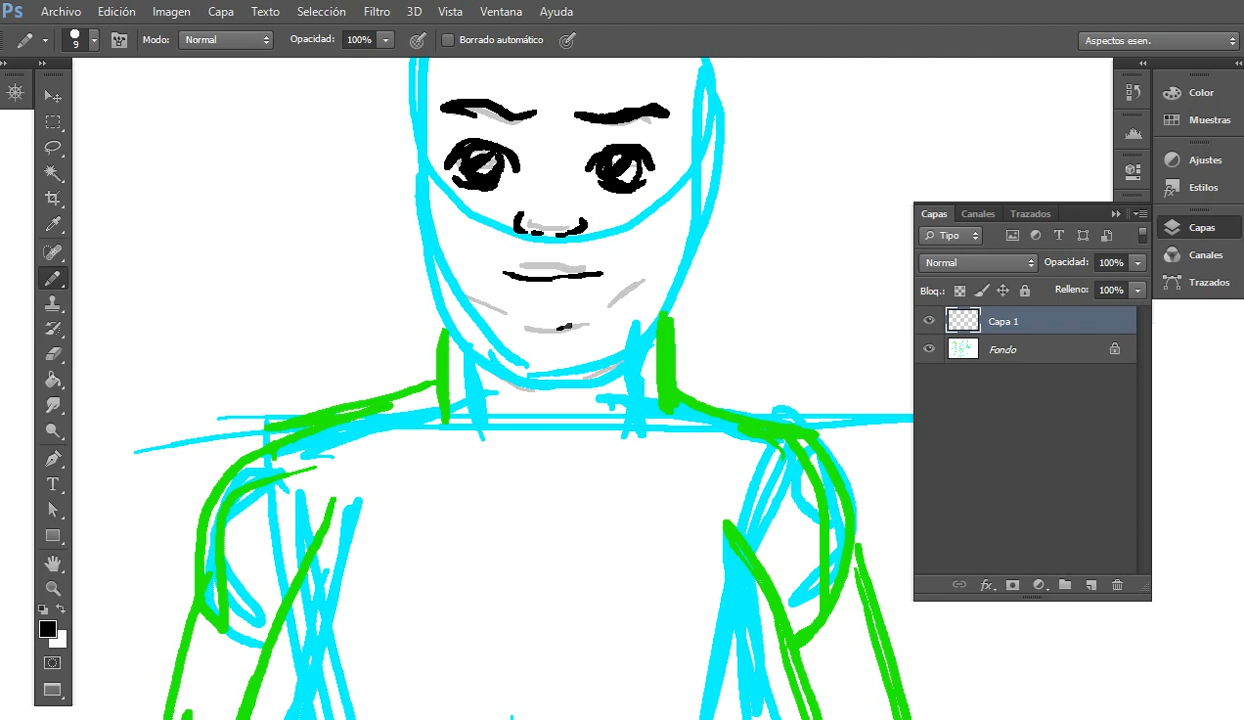 Ps Archivo Edición Imagen Capa Texto Selección Filtro 3D Vista Ventana Ayuda
9 Modo: Normal Opacidad: 100% Borrado automático Aspectos esen.
Color
Muestras
Ajustes
Estilos
Capas
Canales
Trazados
Capas Canales Trazados
Tipo
Normal Opacidad: 100%
Bloq.: Relleno: 100%
Capa 1
Fondo
fx
T